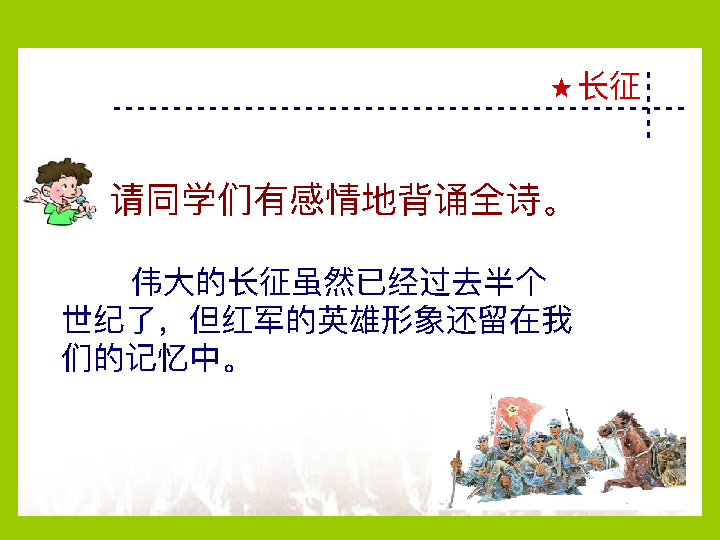 ★长征
请同学们有感情地背诵全诗。
伟大的长征虽然已经过去半个
世纪了，但红军的英雄形象还留在我
们的记忆中。